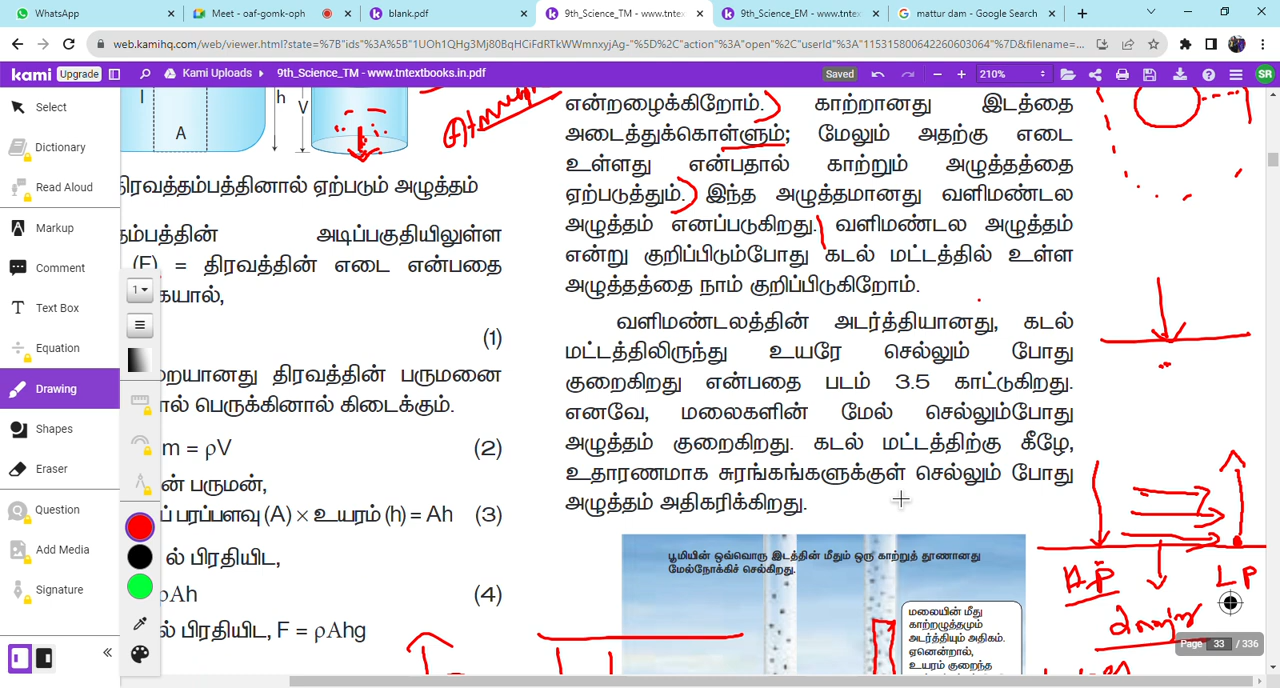 WhatsApp
Meet - oaf-gomk-oph
blank.pdf
9th_Science_TM - www.tntex
9th_Science_EM - www.tntex
mattur dam - Google Search
web.kamihq.com/web/viewer.html?state=%7B"ids"%3A%5B"1UOh1QHg3Mj80BqHCiFdRTkWWmnxyjAg-"%5D%2C"action"%3A"open"%2C"userId"%3A"115315800642260603064"%7D&filename=...
kami Upgrade
Kami Uploads
9th_Science_TM - www.tntextbooks.in.pdf
Saved
210%
SR
Select
Dictionary
Read Aloud
Markup
Comment
Text Box
Equation
Drawing
Shapes
Eraser
Question
Add Media
Signature
1
I
A
h
V
திரவத்தம்பத்தினால் ஏற்படும் அழுத்தம்
தம்பத்தின் அடிப்பகுதியிலுள்ள
(F) = திரவத்தின் எடை என்பதை
கயால்,
(1)
றையானது திரவத்தின் பருமனை
ால் பெருக்கினால் கிடைக்கும்.
m = ρV (2)
ன் பருமன்,
ப் பரப்பளவு (A) × உயரம் (h) = Ah (3)
ல் பிரதியிட,
ρAh (4)
ல் பிரதியிட, F = ρAhg
என்றழைக்கிறோம். காற்றானது இடத்தை
அடைத்துக்கொள்ளும்; மேலும் அதற்கு எடை
உள்ளது என்பதால் காற்றும் அழுத்தத்தை
ஏற்படுத்தும். இந்த அழுத்தமானது வளிமண்டல
அழுத்தம் எனப்படுகிறது. வளிமண்டல அழுத்தம்
என்று குறிப்பிடும்போது கடல் மட்டத்தில் உள்ள
அழுத்தத்தை நாம் குறிப்பிடுகிறோம்.
வளிமண்டலத்தின் அடர்த்தியானது, கடல்
மட்டத்திலிருந்து உயரே செல்லும் போது
குறைகிறது என்பதை படம் 3.5 காட்டுகிறது.
எனவே, மலைகளின் மேல் செல்லும்போது
அழுத்தம் குறைகிறது. கடல் மட்டத்திற்கு கீழே,
உதாரணமாக சுரங்கங்களுக்குள் செல்லும் போது
அழுத்தம் அதிகரிக்கிறது.
பூமியின் ஒவ்வொரு இடத்தின் மீதும் ஒரு காற்றுத் தூணானது
மேல்நோக்கிச் செல்கிறது.
மலையின் மீது
காற்றழுத்தமும்
அடர்த்தியும் அதிகம்.
ஏனென்றால்,
உயரம் குறைந்த
H P
L P
Page 33 / 336